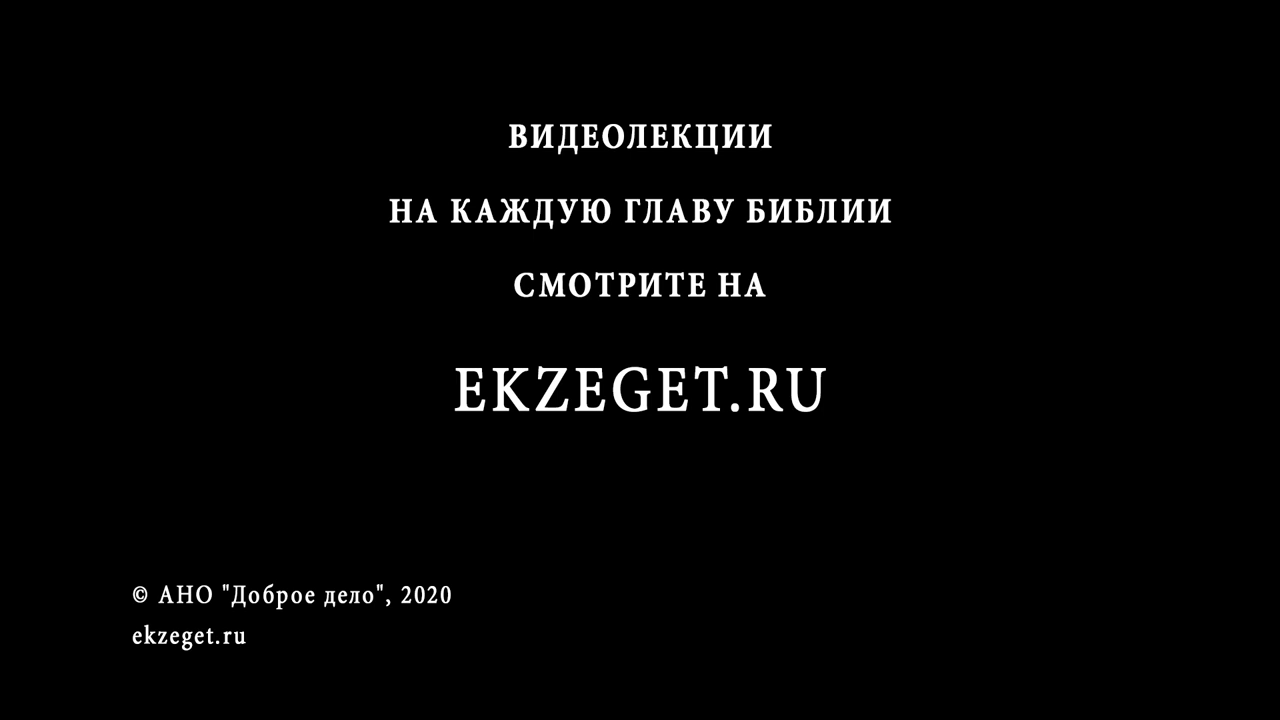 ВИДЕОЛЕКЦИИ
НА КАЖДУЮ ГЛАВУ БИБЛИИ
СМОТРИТЕ НА
EKZEGET.RU
© АНО "Доброе дело", 2020
ekzeget.ru